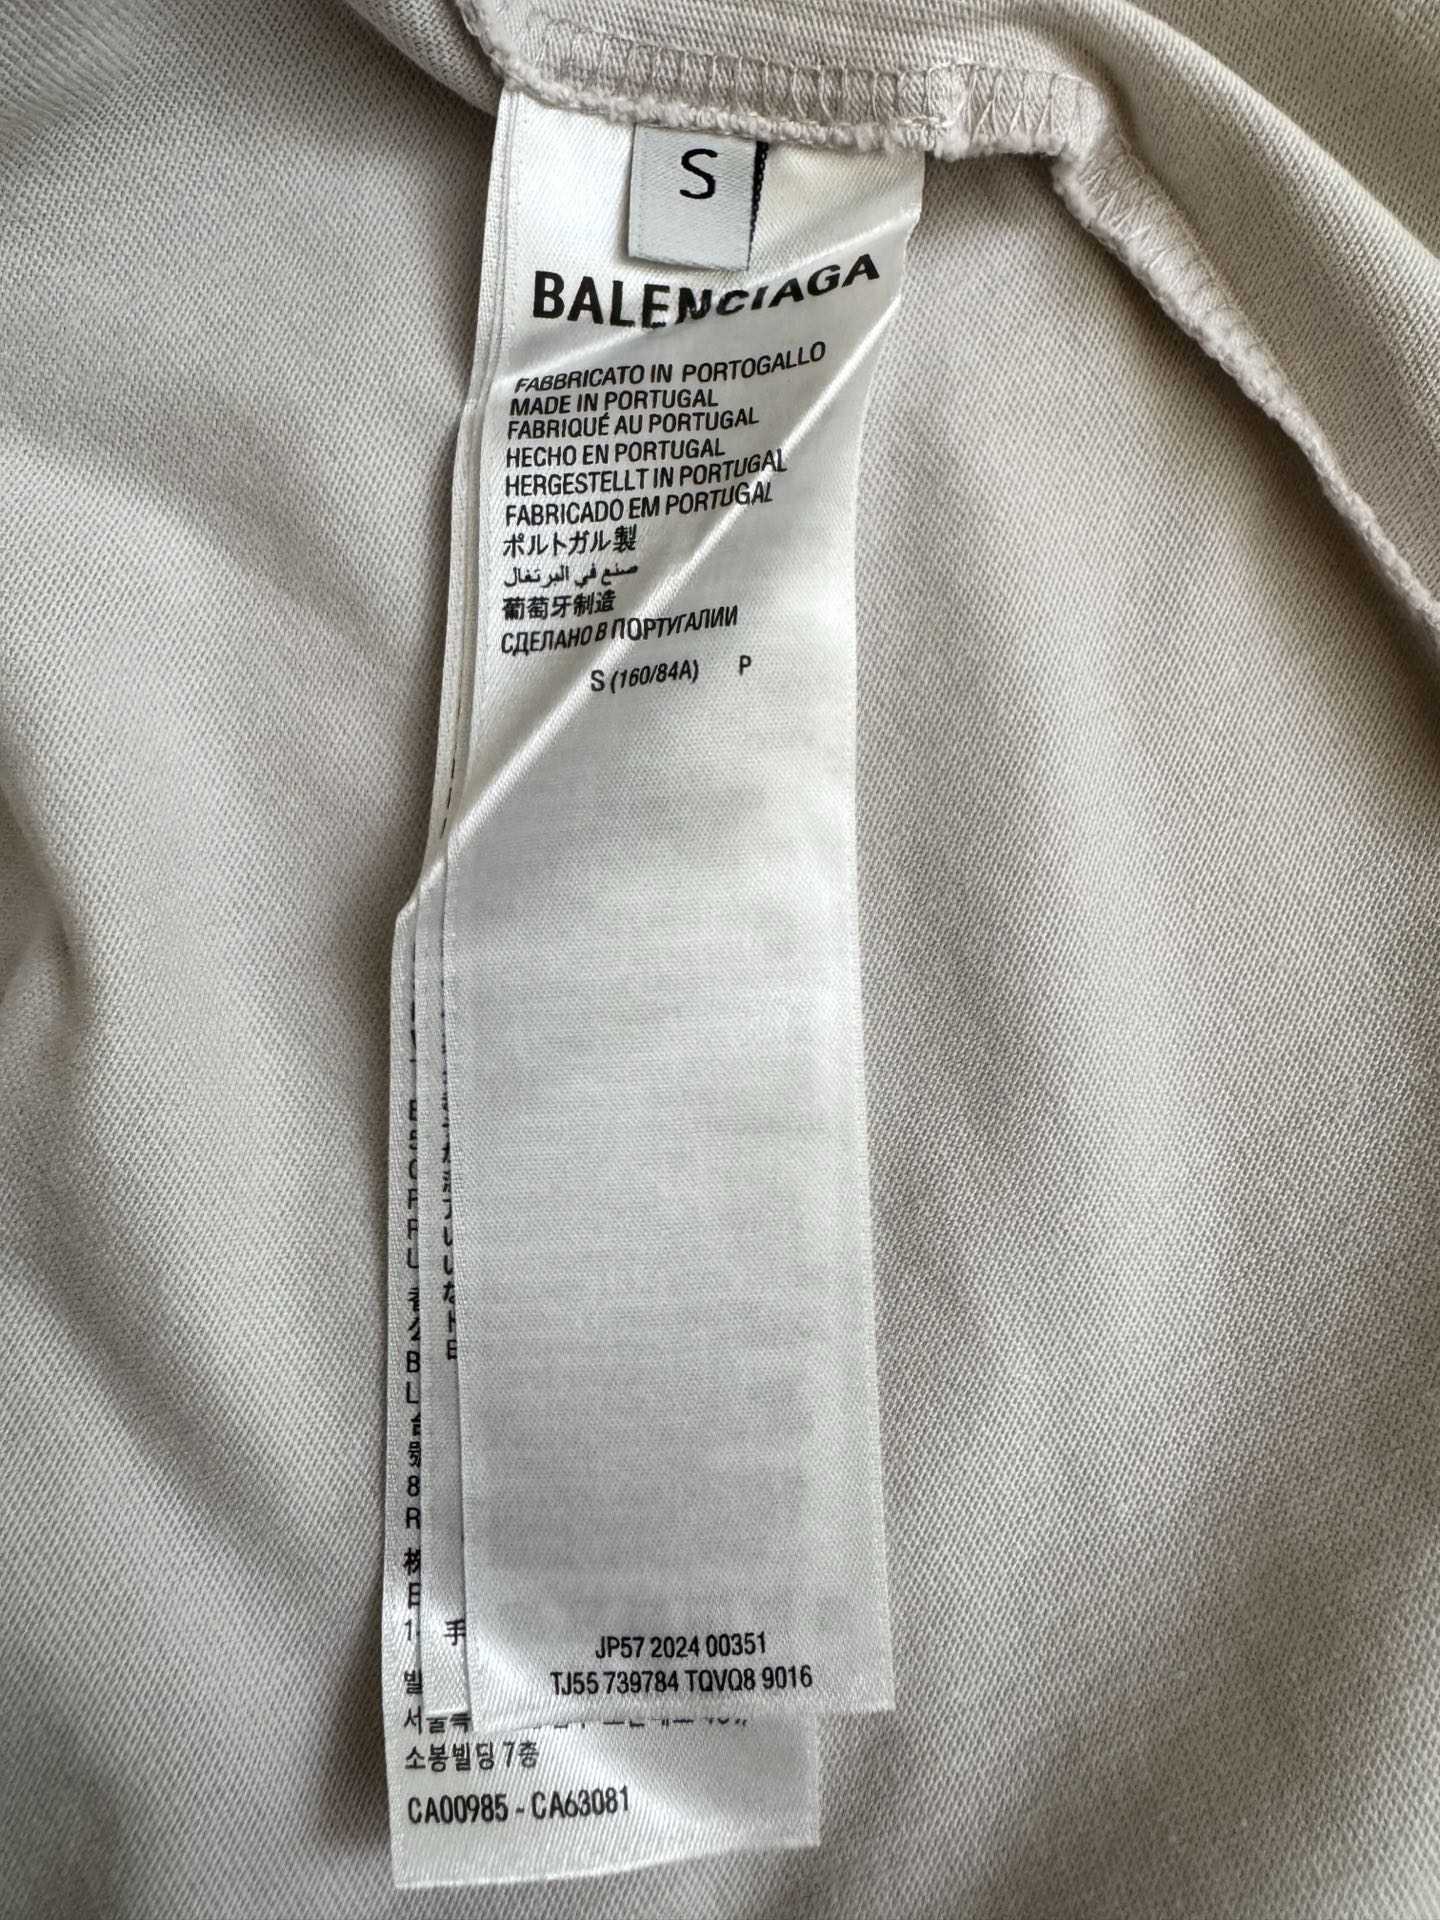 S
BALENCIAGA
FABBRICATO IN PORTOGALLO
MADE IN PORTUGAL
FABRIQUÉ AU PORTUGAL
HECHO EN PORTUGAL
HERGESTELLT IN PORTUGAL
FABRICADO EM PORTUGAL
ポルトガル製
صنع في البرتغال
葡萄牙制造
СДЕЛАНО В ПОРТУГАЛИИ
S (160/84A) P
JP57 2024 00351
TJ55 739784 TQVQ8 9016
소봉빌딩 7층
CA00985 - CA63081